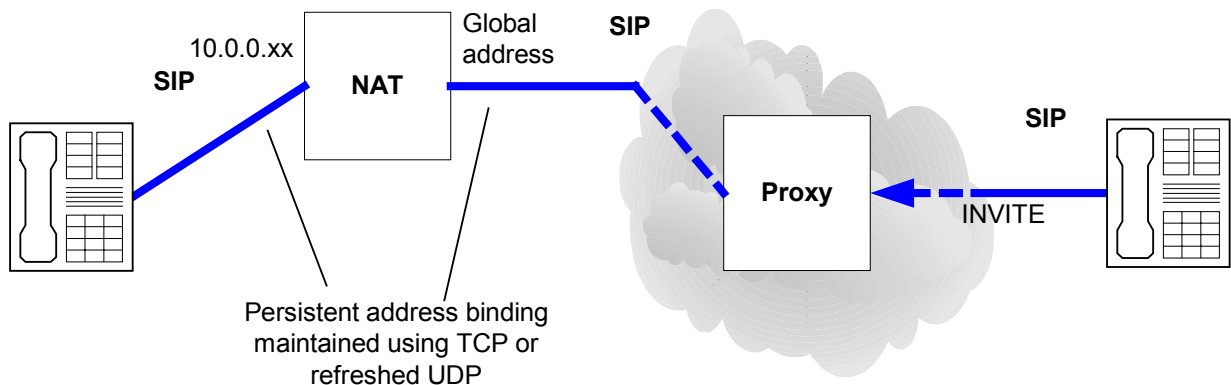 10.0.0.xx
SIP
NAT
Global
address
SIP
SIP
Proxy
INVITE
Persistent address binding
maintained using TCP or
refreshed UDP